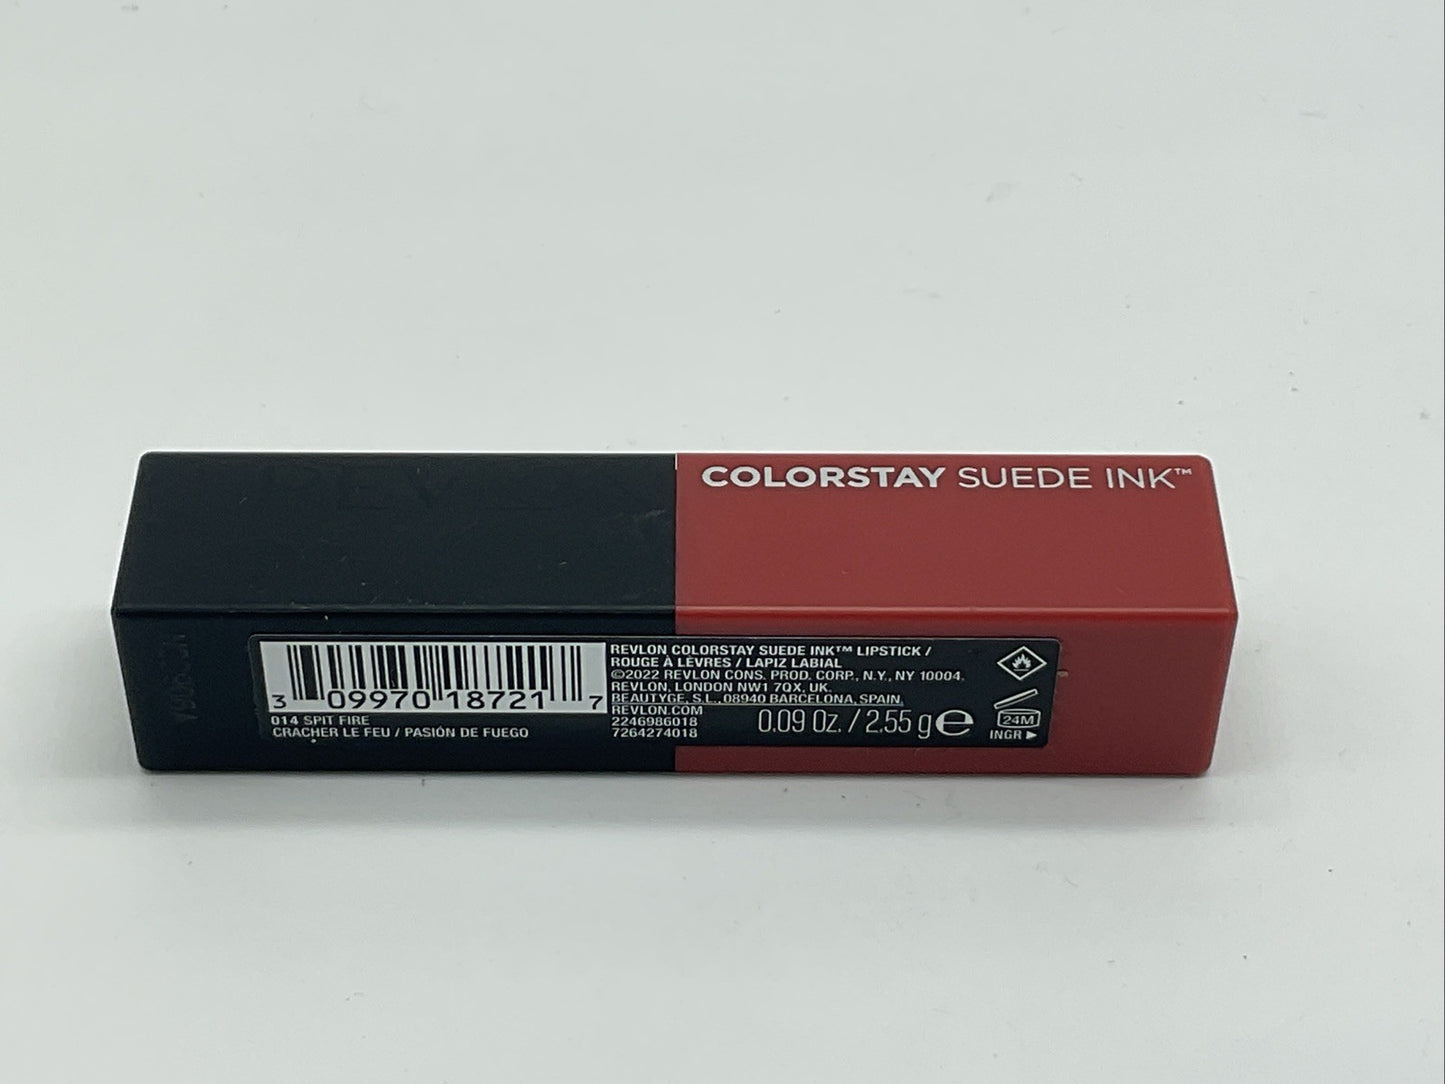 COLORSTAY SUEDE INK™
3 09970 18721 7
014 SPIT FIRE
CRACHER LE FEU / PASIÓN DE FUEGO
REVLON COLORSTAY SUEDE INK™ LIPSTICK /
ROUGE À LÈVRES / LAPIZ LABIAL
©2022 REVLON CONS. PROD. CORP., N.Y., NY 10004,
REVLON, LONDON NW1 7QX, UK.
BEAUTYGE, S.L., 08940 BARCELONA, SPAIN.
REVLON.COM
2246986018
7264274018
0.09 Oz. / 2.55 g e
24M
INGR ▶